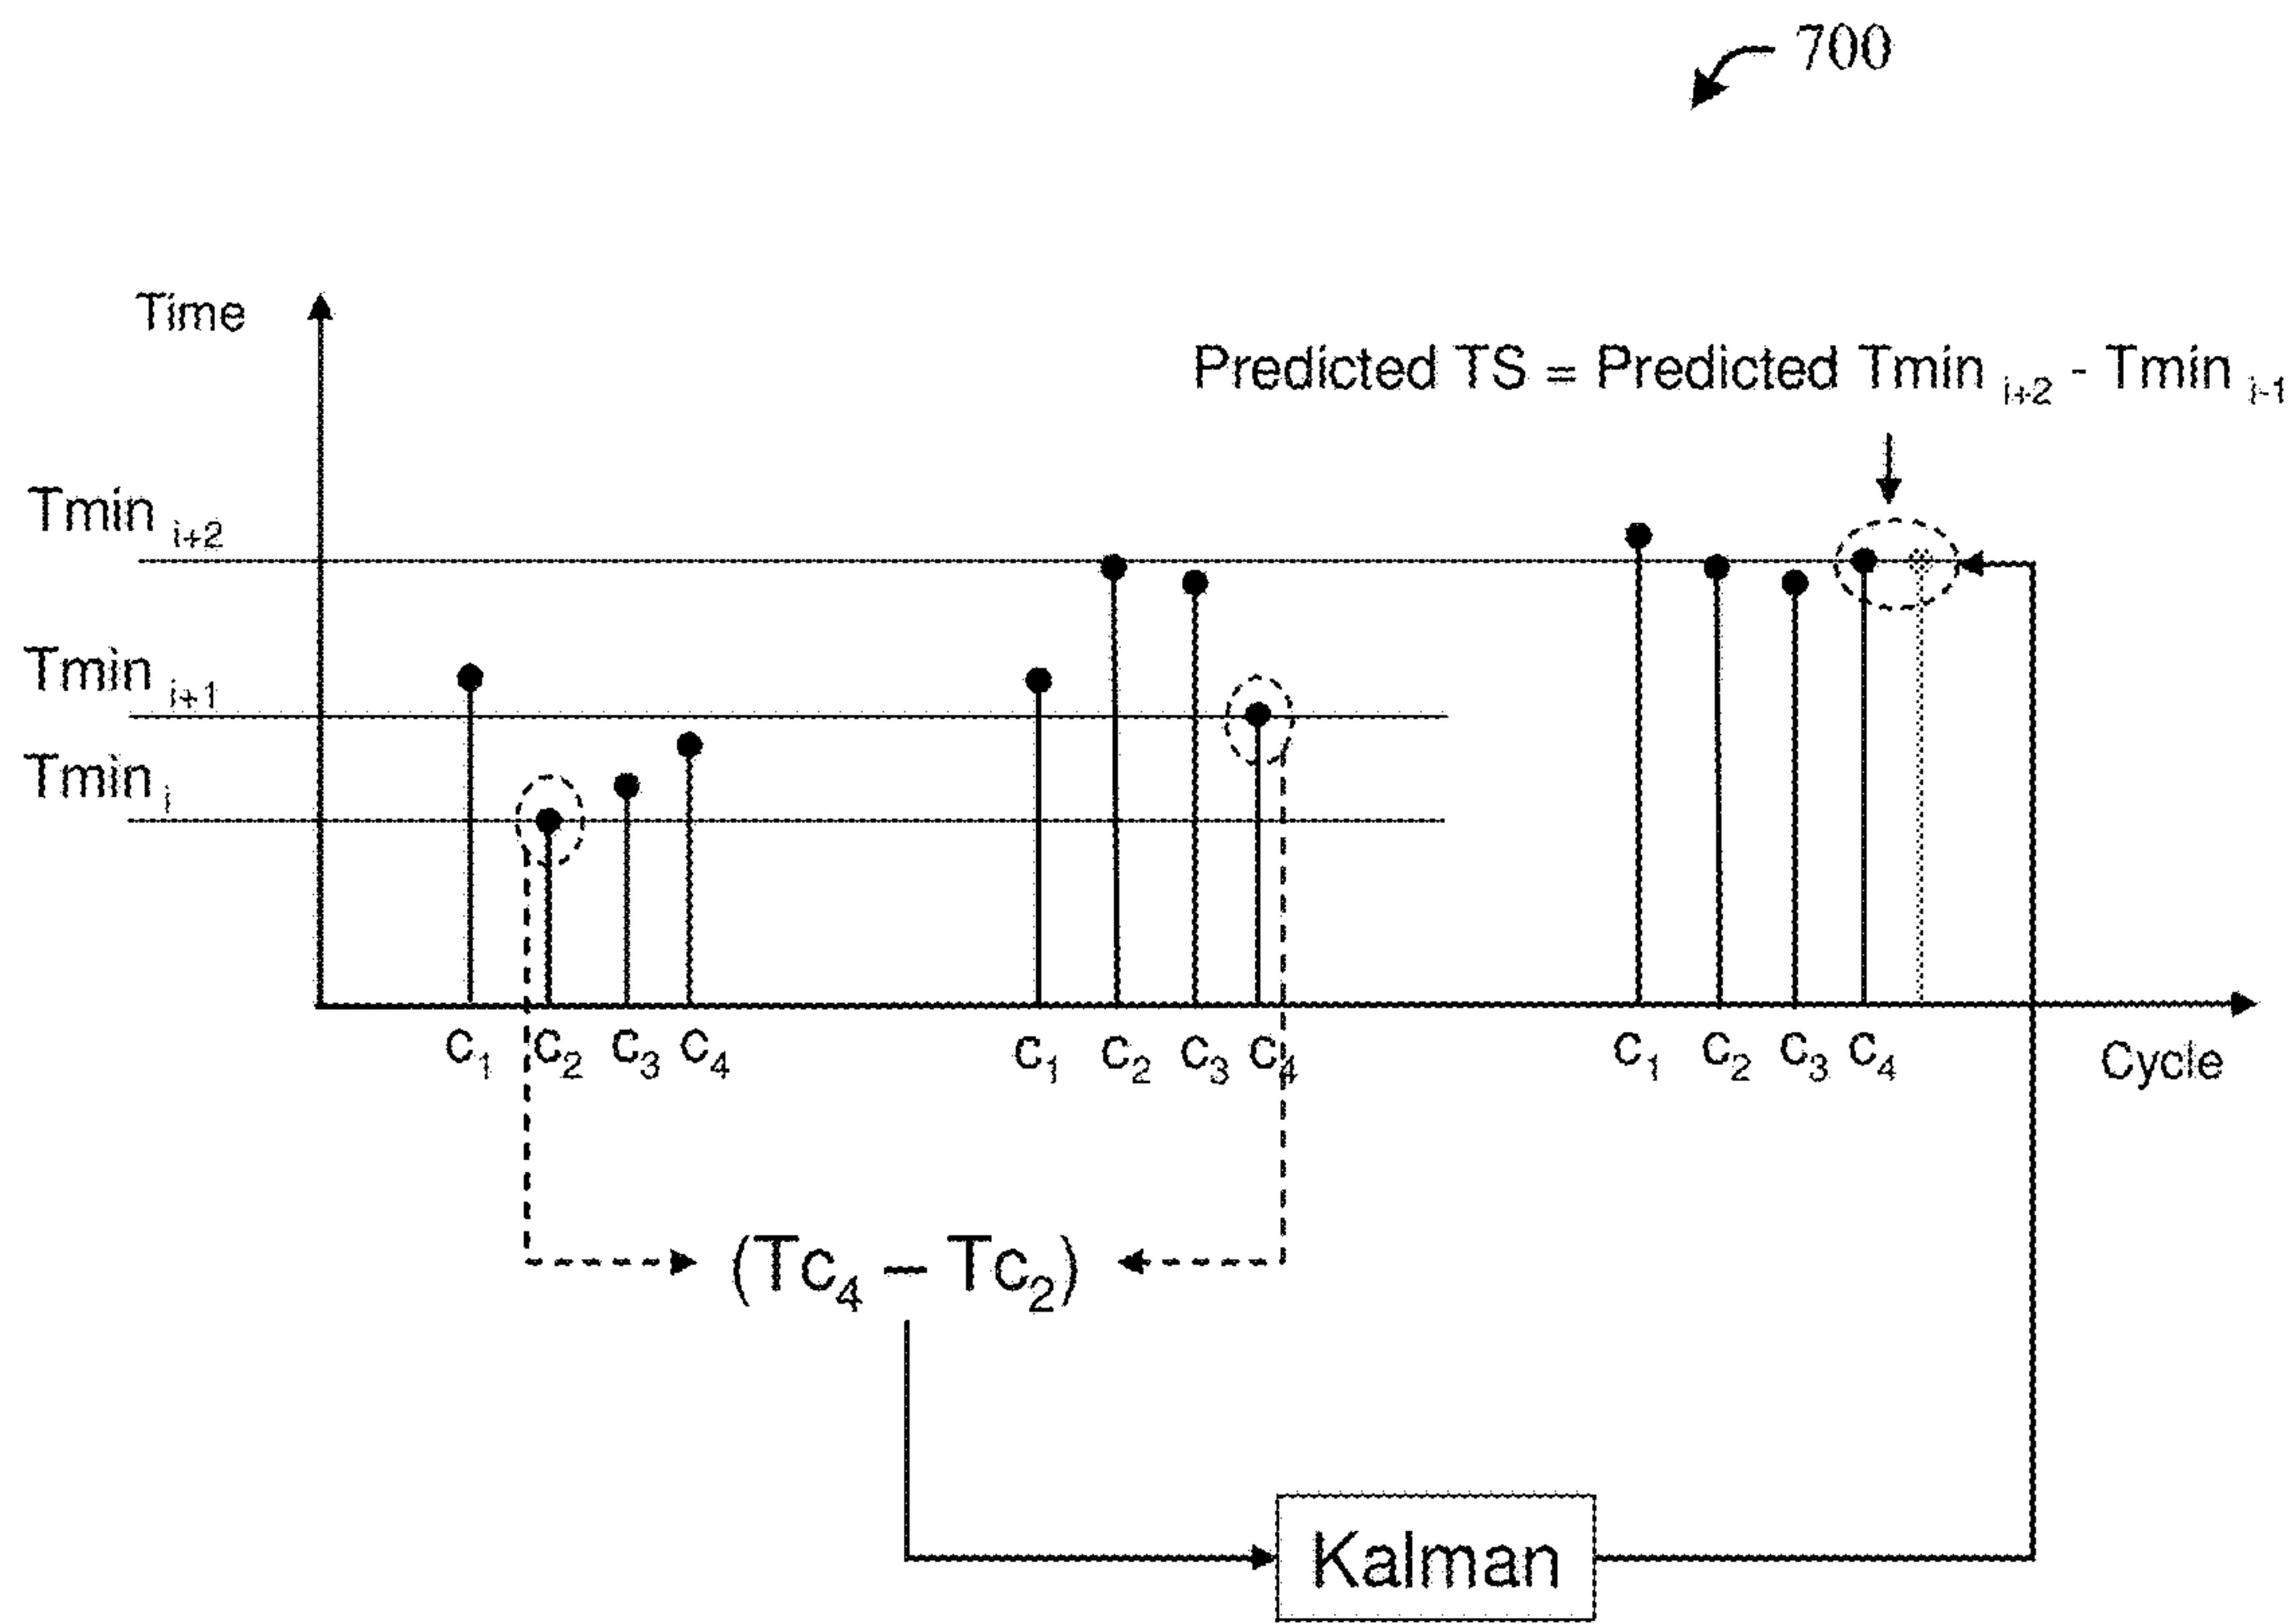 700
Time
Predicted TS = Predicted Tmin i+2 - Tmin i-1
Tmin i+2
Tmin i+1
Tmin i
c1 c2 c3 c4 c1 c2 c3 c4 c1 c2 c3 c4
Cycle
(Tc4 – Tc2)
Kalman